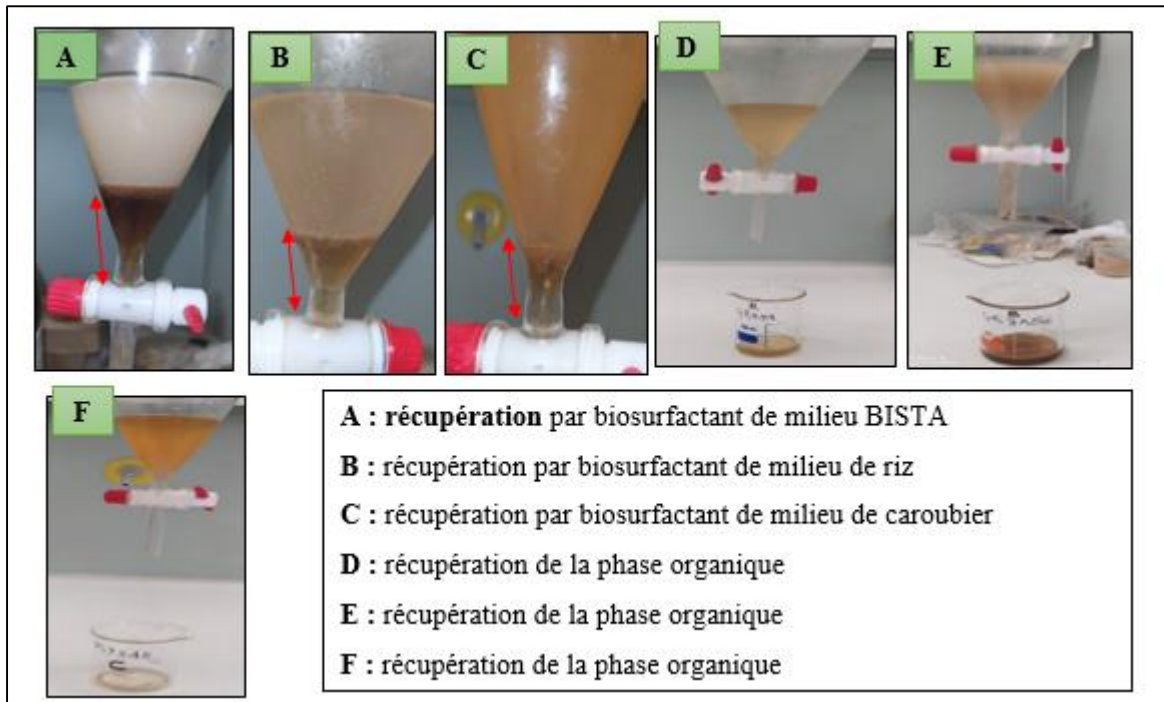 A
B
C
D
E
F
A : récupération par biosurfactant de milieu BISTA
B : récupération par biosurfactant de milieu de riz
C : récupération par biosurfactant de milieu de caroubier
D : récupération de la phase organique
E : récupération de la phase organique
F : récupération de la phase organique